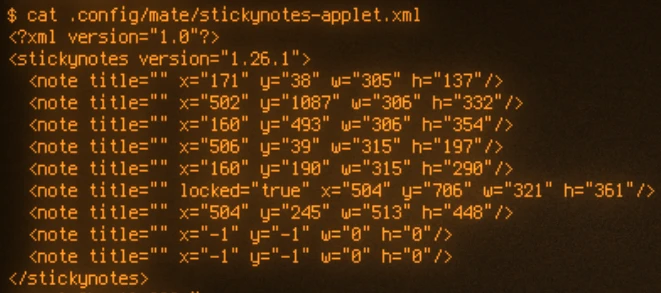 $ cat .config/mate/stickynotes-applet.xml
<?xml version="1.0"?>
<stickynotes version="1.26.1">
  <note title="" x="171" y="38" w="305" h="137"/>
  <note title="" x="502" y="1087" w="306" h="332"/>
  <note title="" x="160" y="493" w="306" h="354"/>
  <note title="" x="506" y="39" w="315" h="197"/>
  <note title="" x="160" y="190" w="315" h="290"/>
  <note title="" locked="true" x="504" y="706" w="321" h="361"/>
  <note title="" x="504" y="245" w="513" h="448"/>
  <note title="" x="-1" y="-1" w="0" h="0"/>
  <note title="" x="-1" y="-1" w="0" h="0"/>
</stickynotes>